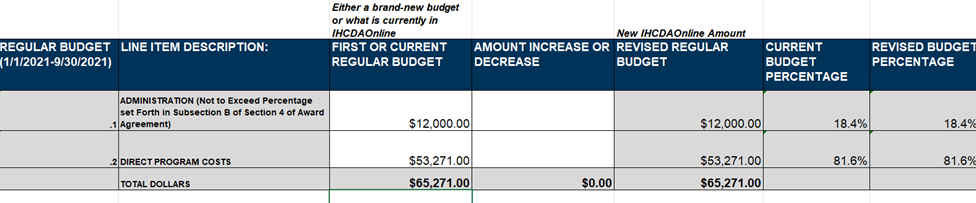 Either a brand-new budget
or what is currently in
IHCDAOnline
New IHCDAOnline Amount
REGULAR BUDGET
(1/1/2021-9/30/2021)
LINE ITEM DESCRIPTION:
FIRST OR CURRENT
REGULAR BUDGET
AMOUNT INCREASE OR
DECREASE
REVISED REGULAR
BUDGET
CURRENT
BUDGET
PERCENTAGE
REVISED BUDGET
PERCENTAGE
.1
ADMINISTRATION (Not to Exceed Percentage
set Forth in Subsection B of Section 4 of Award
Agreement)
$12,000.00
$12,000.00
18.4%
18.4%
.2
DIRECT PROGRAM COSTS
$53,271.00
$53,271.00
81.6%
81.6%
TOTAL DOLLARS
$65,271.00
$0.00
$65,271.00